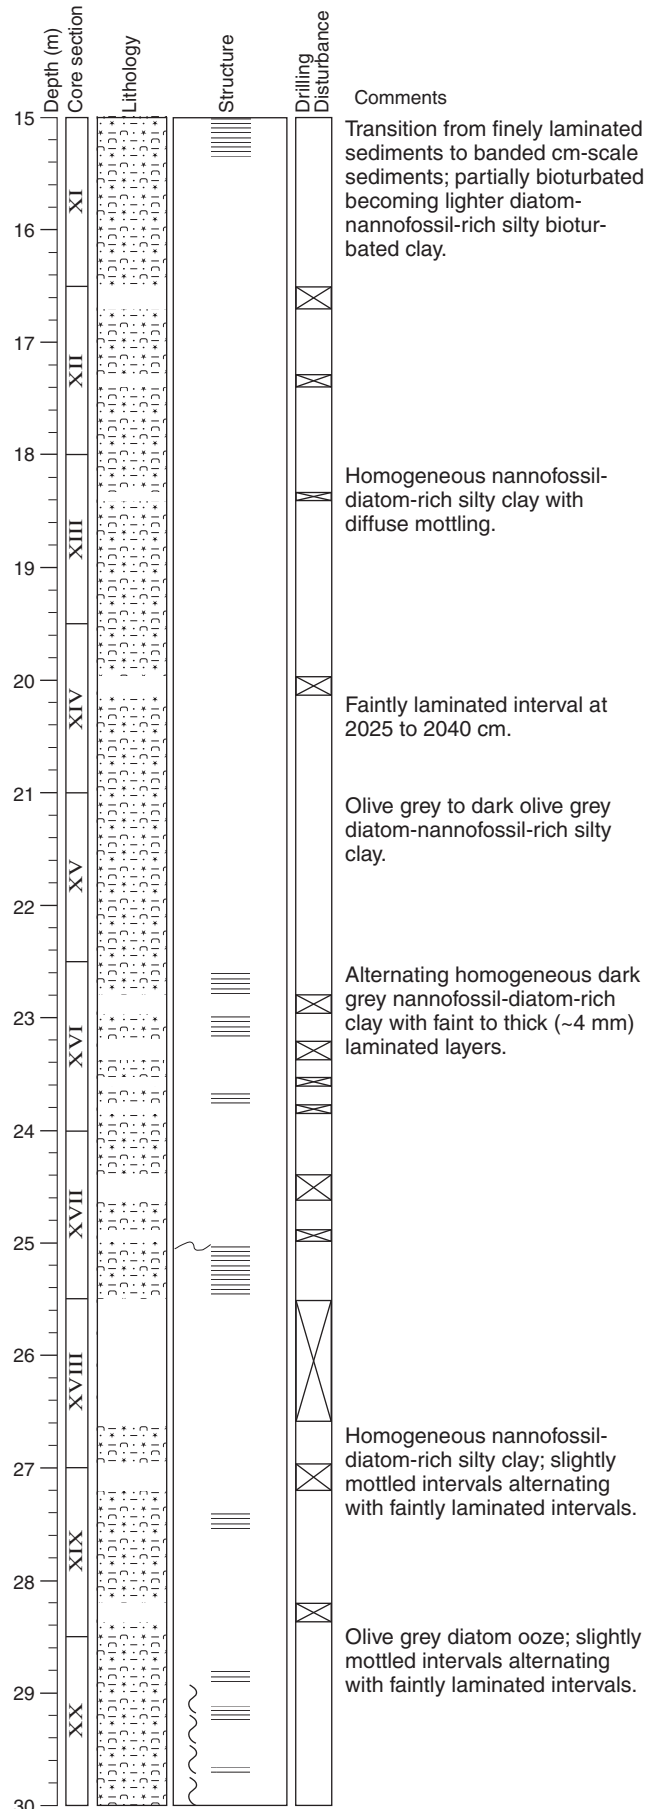 Depth (m)
Core section
Lithology
Structure
Drilling
Disturbance
Comments
15
16
17
18
19
20
21
22
23
24
25
26
27
28
29
30
XI
XII
XIII
XIV
XV
XVI
XVII
XVIII
XIX
XX
Transition from finely laminated
sediments to banded cm-scale
sediments; partially bioturbated
becoming lighter diatom-
nannofossil-rich silty biotur-
bated clay.
Homogeneous nannofossil-
diatom-rich silty clay with
diffuse mottling.
Faintly laminated interval at
2025 to 2040 cm.
Olive grey to dark olive grey
diatom-nannofossil-rich silty
clay.
Alternating homogeneous dark
grey nannofossil-diatom-rich
clay with faint to thick (~4 mm)
laminated layers.
Homogeneous nannofossil-
diatom-rich silty clay; slightly
mottled intervals alternating
with faintly laminated intervals.
Olive grey diatom ooze; slightly
mottled intervals alternating
with faintly laminated intervals.